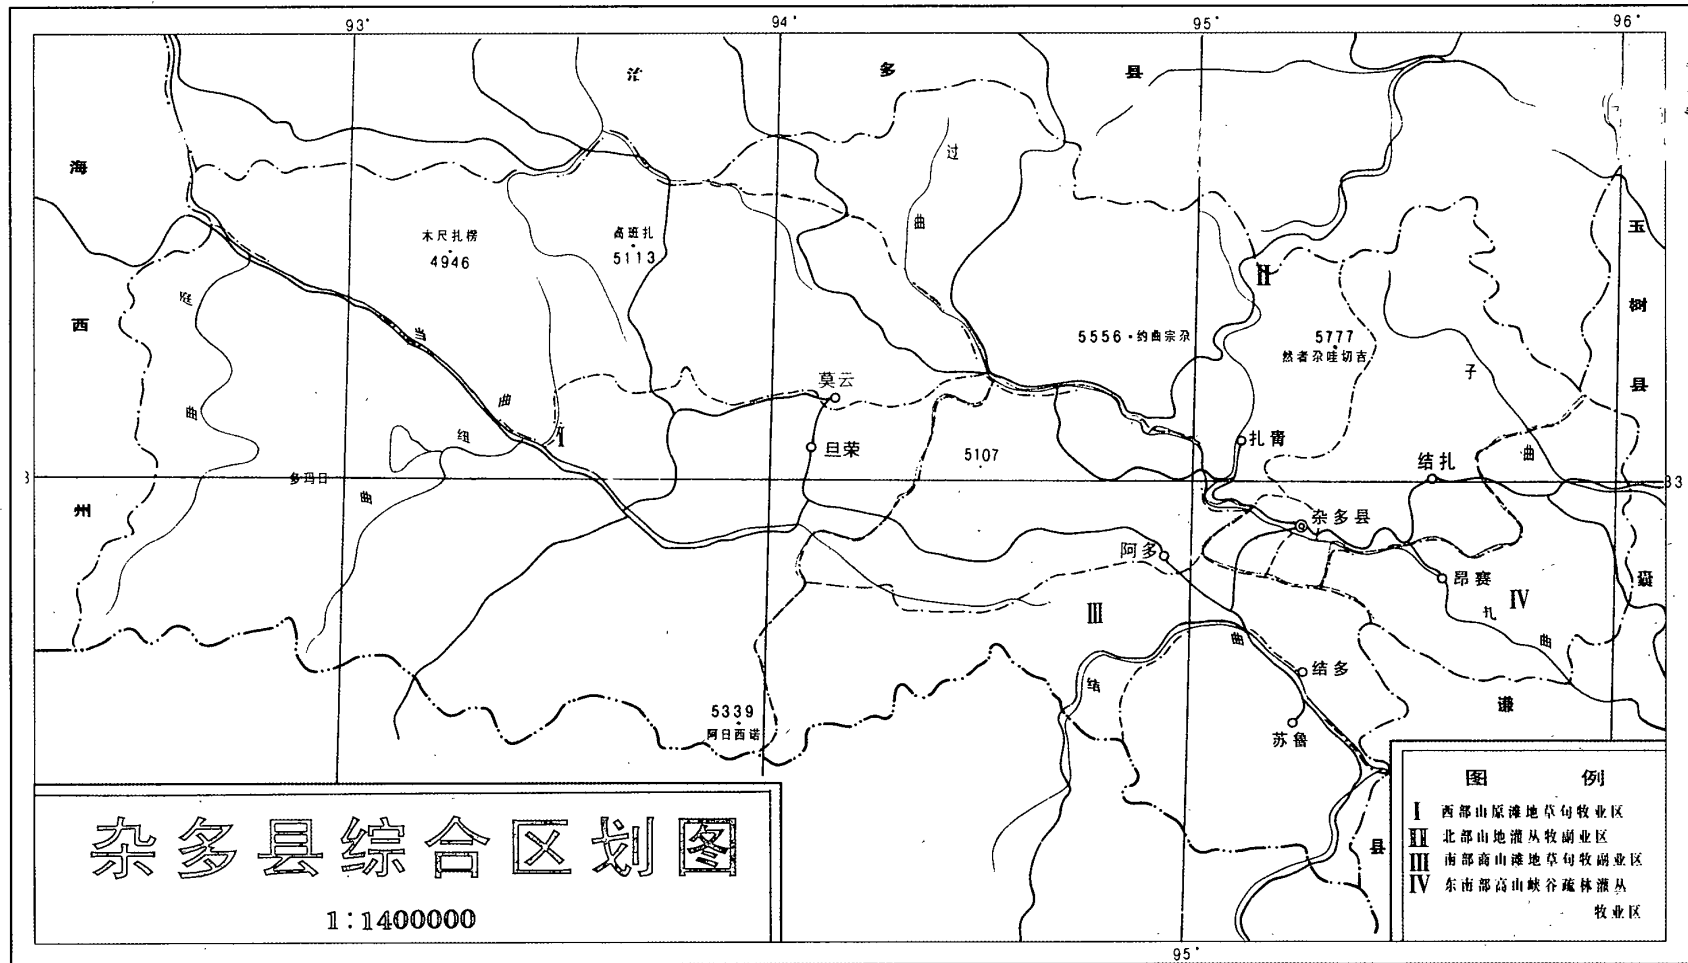 93°
94°
95°
96°
治
多
县
海
西
州
玉
树
县
囊
谦
县
过
曲
木尺扎楞
4946
高班扎
5113
庭
曲
当
曲
5556·约曲宗尕
5777
然者尕哇切吉
子
曲
II
莫云
I
纽
曲
旦荣
5107
扎青
结扎
多玛日
33
杂多县
阿多
昂赛
IV
III
扎
曲
结
曲
结多
5339
阿日西诺
苏鲁
图 例
I 西部山原滩地草甸牧业区
II 北部山地灌丛牧副业区
III 南部高山滩地草甸牧副业区
IV 东南部高山峡谷疏林灌丛
牧业区
杂多县综合区划图
1:1400000
95°